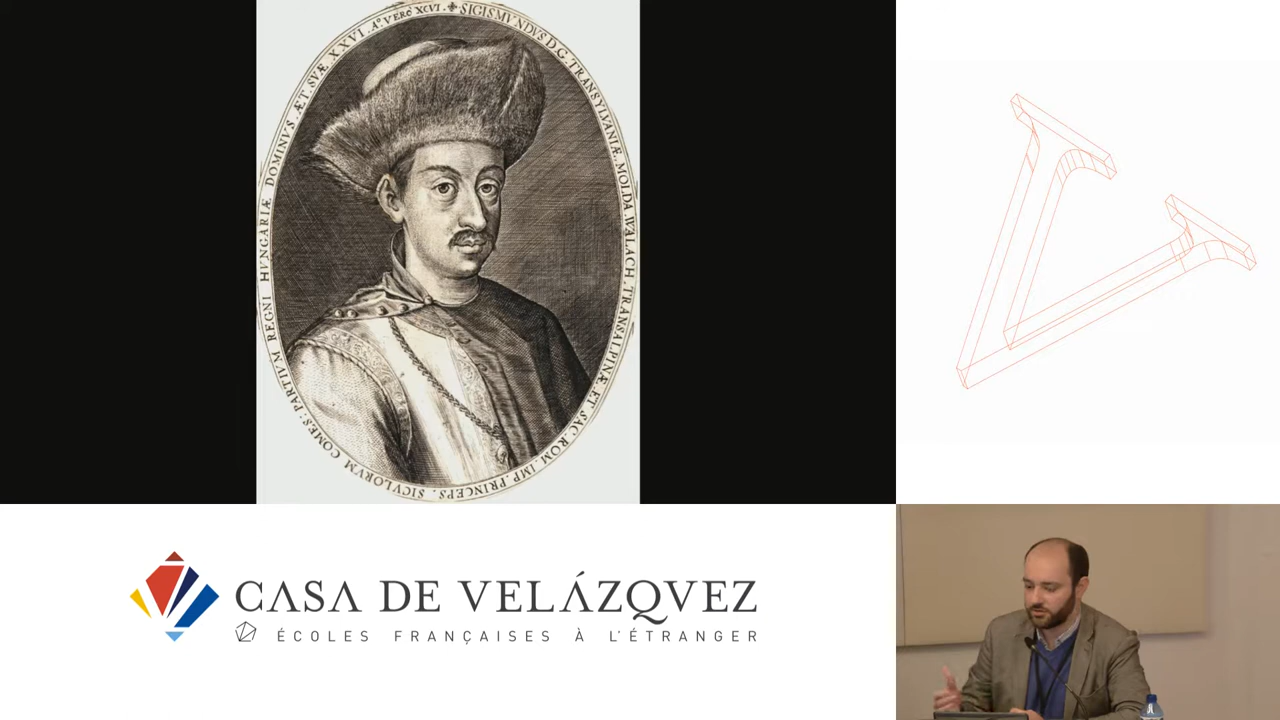 SIGISMVNDVS D.G. TRANSYLVANIÆ. MOLDA. WALACH. TRANSALPINÆ. ET SAC. ROM. IMP. PRINCEPS. SICVLORVM COMES: PARTIVM REGNI HVNGARIÆ DOMINVS ÆT. SVÆ XXVI. Aº. VERO XCVI.
CASA DE VELÁZQVEZ
ÉCOLES FRANÇAISES À L'ÉTRANGER